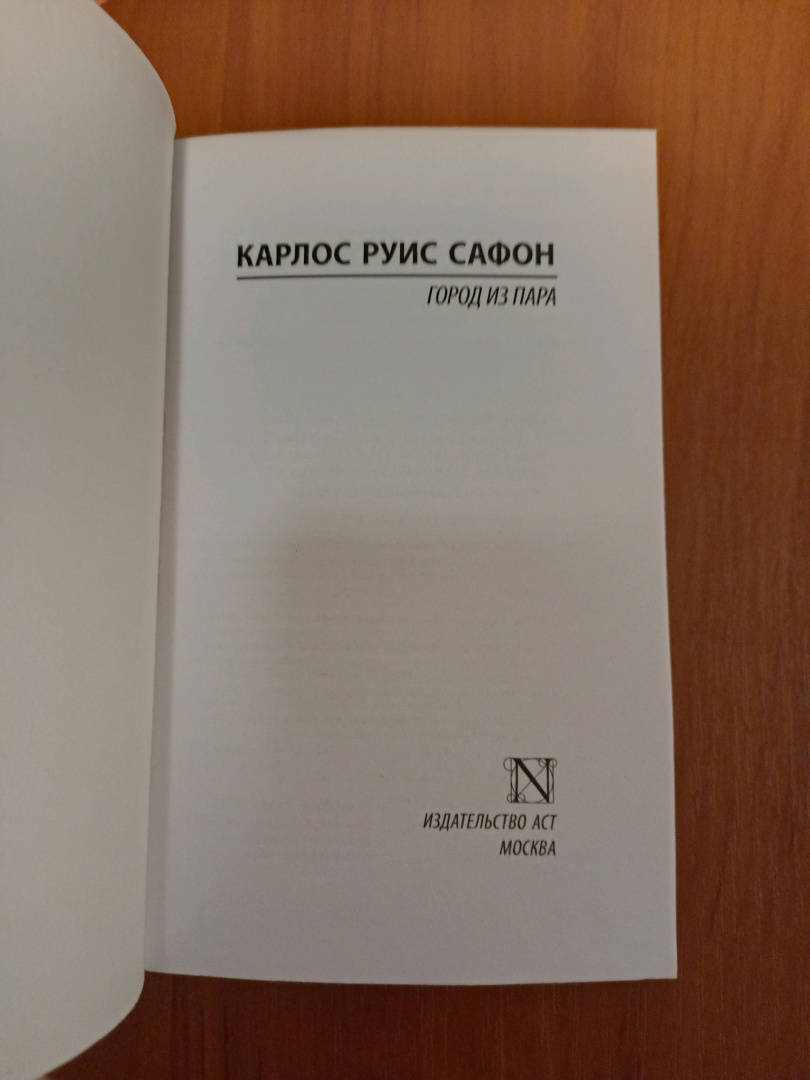 КАРЛОС РУИС САФОН
ГОРОД ИЗ ПАРА
N
ИЗДАТЕЛЬСТВО АСТ
МОСКВА